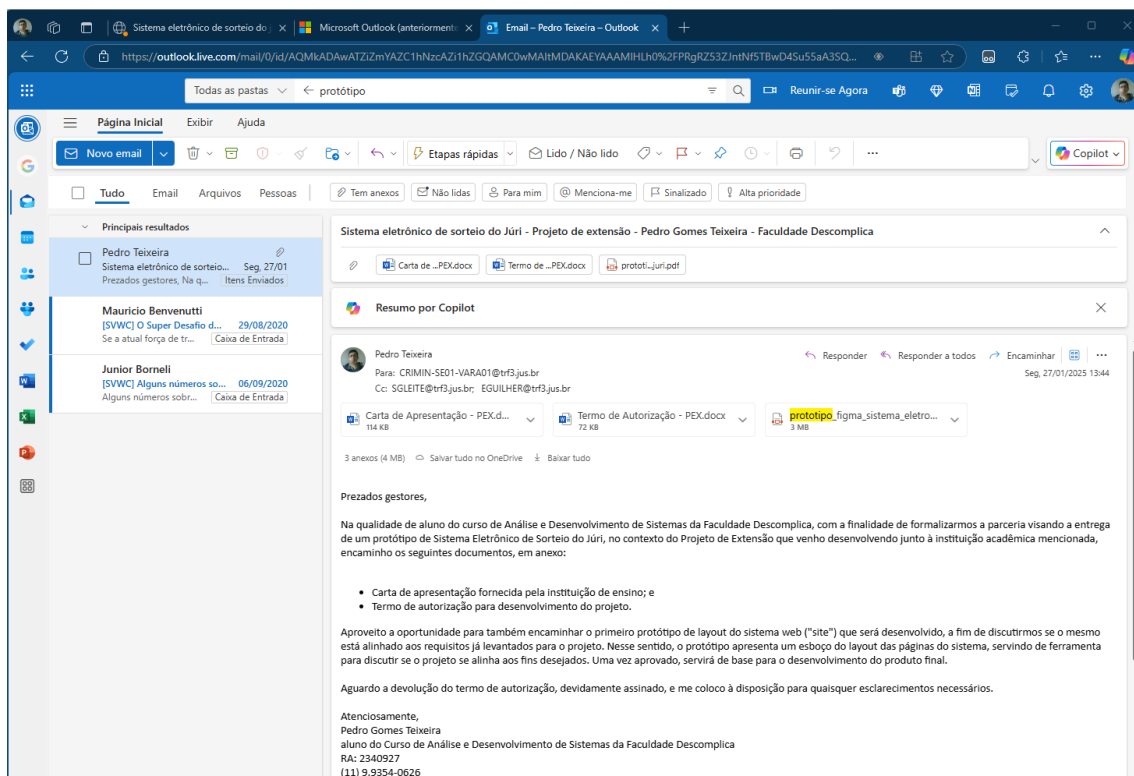 Sistema eletrônico de sorteio do j
Microsoft Outlook (anteriormente
Email – Pedro Teixeira – Outlook
https://outlook.live.com/mail/0/id/AQMkADAwATZiZmYAZC1hNzcAZi1hZGQAMC0wMAItMDAKAEYAAAMIHLh0%2FPRgRZ53ZJntNf5TBwD4Su55aA3SQ...
Todas as pastas
protótipo
Reunir-se Agora
Página Inicial Exibir Ajuda
Novo email
Etapas rápidas
Lido / Não lido
Copilot
Tudo Email Arquivos Pessoas
Tem anexos Não lidas Para mim Menciona-me Sinalizado Alta prioridade
Principais resultados
Pedro Teixeira
Sistema eletrônico de sorteio... Seg, 27/01
Prezados gestores, Na q... Itens Enviados
Mauricio Benvenutti
[SVWC] O Super Desafio d... 29/08/2020
Se a atual força de tr... Caixa de Entrada
Junior Borneli
[SVWC] Alguns números so... 06/09/2020
Alguns números sobr... Caixa de Entrada
Sistema eletrônico de sorteio do Júri - Projeto de extensão - Pedro Gomes Teixeira - Faculdade Descomplica
Carta de ...PEX.docx Termo de ...PEX.docx prototi...juri.pdf
Resumo por Copilot
Pedro Teixeira
Responder Responder a todos Encaminhar
Para: CRIMIN-SE01-VARA01@trf3.jus.br
Seg, 27/01/2025 13:44
Cc: SGLEITE@trf3.jus.br; EGUILHER@trf3.jus.br
Carta de Apresentação - PEX.d...
114 KB
Termo de Autorização - PEX.docx
72 KB
prototipo_figma_sistema_eletro...
3 MB
3 anexos (4 MB) Salvar tudo no OneDrive Baixar tudo
Prezados gestores,
Na qualidade de aluno do curso de Análise e Desenvolvimento de Sistemas da Faculdade Descomplica, com a finalidade de formalizarmos a parceria visando a entrega
de um protótipo de Sistema Eletrônico de Sorteio do Júri, no contexto do Projeto de Extensão que venho desenvolvendo junto à instituição acadêmica mencionada,
encaminho os seguintes documentos, em anexo:
• Carta de apresentação fornecida pela instituição de ensino; e
• Termo de autorização para desenvolvimento do projeto.
Aproveito a oportunidade para também encaminhar o primeiro protótipo de layout do sistema web ("site") que será desenvolvido, a fim de discutirmos se o mesmo
está alinhado aos requisitos já levantados para o projeto. Nesse sentido, o protótipo apresenta um esboço do layout das páginas do sistema, servindo de ferramenta
para discutir se o projeto se alinha aos fins desejados. Uma vez aprovado, servirá de base para o desenvolvimento do produto final.
Aguardo a devolução do termo de autorização, devidamente assinado, e me coloco à disposição para quaisquer esclarecimentos necessários.
Atenciosamente,
Pedro Gomes Teixeira
aluno do Curso de Análise e Desenvolvimento de Sistemas da Faculdade Descomplica
RA: 2340927
(11) 9.9354-0626